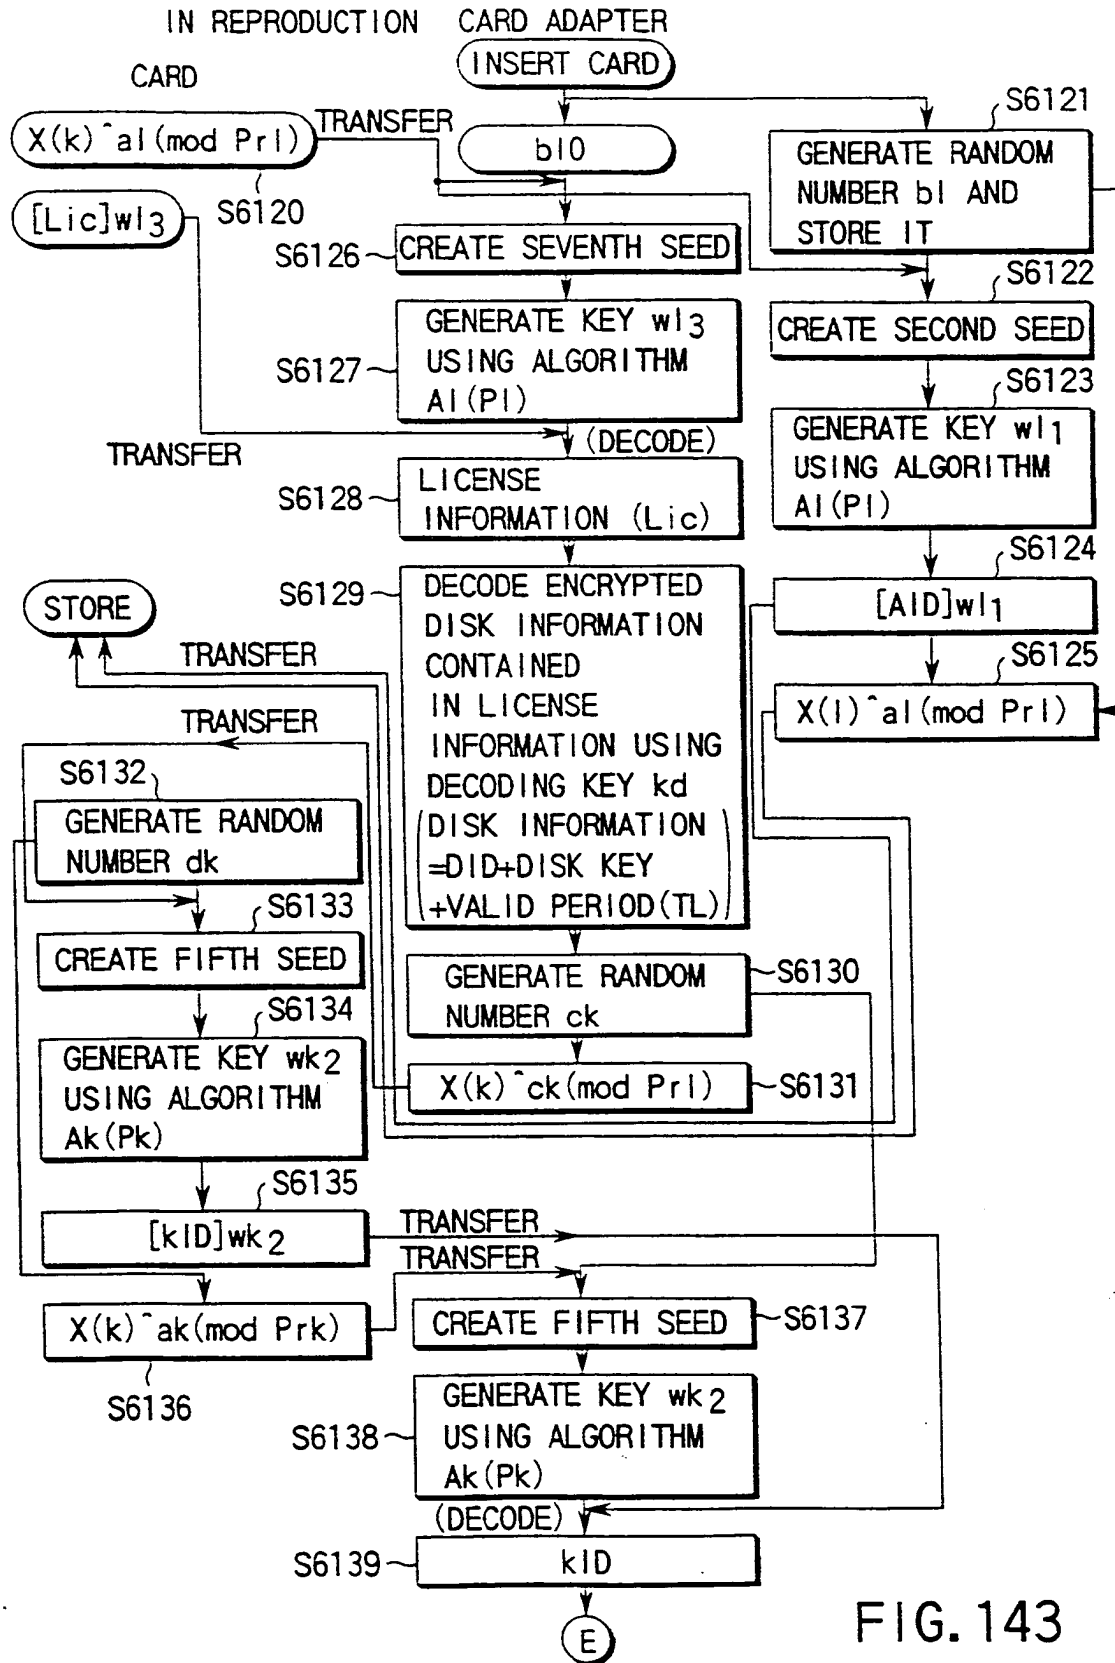 IN REPRODUCTION CARD ADAPTER
INSERT CARD
CARD
X(k)^al(mod Prl)
TRANSFER
S6120
[Lic]wl3
bl0
S6121
GENERATE RANDOM
NUMBER bl AND
STORE IT
S6126
CREATE SEVENTH SEED
S6122
CREATE SECOND SEED
S6127
GENERATE KEY wl3
USING ALGORITHM
Al(Pl)
S6123
GENERATE KEY wl1
USING ALGORITHM
Al(Pl)
TRANSFER
(DECODE)
S6128
LICENSE
INFORMATION (Lic)
S6124
[AID]wl1
S6125
X(l)^al(mod Prl)
S6129
DECODE ENCRYPTED
DISK INFORMATION
CONTAINED
IN LICENSE
INFORMATION USING
DECODING KEY kd
(DISK INFORMATION
=DID+DISK KEY
+VALID PERIOD(TL))
STORE
TRANSFER
TRANSFER
S6132
GENERATE RANDOM
NUMBER dk
S6133
CREATE FIFTH SEED
S6134
GENERATE KEY wk2
USING ALGORITHM
Ak(Pk)
S6130
GENERATE RANDOM
NUMBER ck
X(k)^ck(mod Prl)
S6131
S6135
[kID]wk2
TRANSFER
TRANSFER
X(k)^ak(mod Prk)
S6136
CREATE FIFTH SEED
S6137
S6138
GENERATE KEY wk2
USING ALGORITHM
Ak(Pk)
(DECODE)
S6139
kID
E
FIG.143